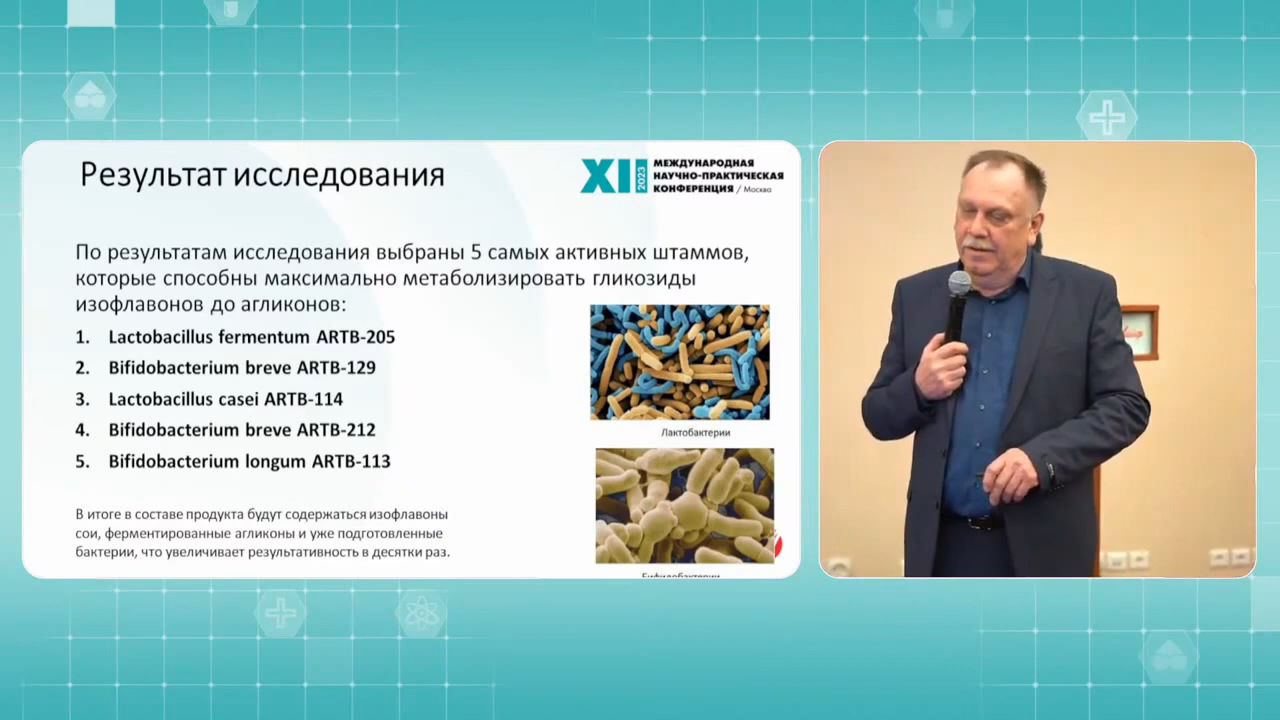 Результат исследования
XII 2023 МЕЖДУНАРОДНАЯ
НАУЧНО-ПРАКТИЧЕСКАЯ
КОНФЕРЕНЦИЯ / Москва
По результатам исследования выбраны 5 самых активных штаммов,
которые способны максимально метаболизировать гликозиды
изофлавонов до агликонов:
1. Lactobacillus fermentum ARTB-205
2. Bifidobacterium breve ARTB-129
3. Lactobacillus casei ARTB-114
4. Bifidobacterium breve ARTB-212
5. Bifidobacterium longum ARTB-113
Лактобактерии
В итоге в составе продукта будут содержаться изофлавоны
сои, ферментированные агликоны и уже подготовленные
бактерии, что увеличивает результативность в десятки раз.
Бифидобактерии